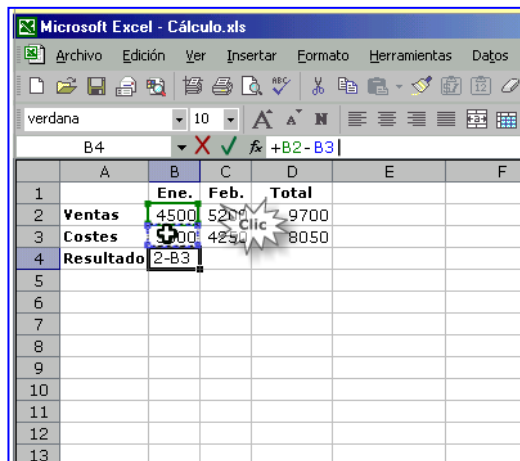 Microsoft Excel - Cálculo.xls
Archivo Edición Ver Insertar Formato Herramientas Datos
verdana 10 A A N
B4 fx +B2-B3
A B C D E F
1 Ene. Feb. Total
2 Ventas 4500 9700
3 Costes 8050
4 Resultado 2-B3
5
6
7
8
9
10
11
12
13
Clic